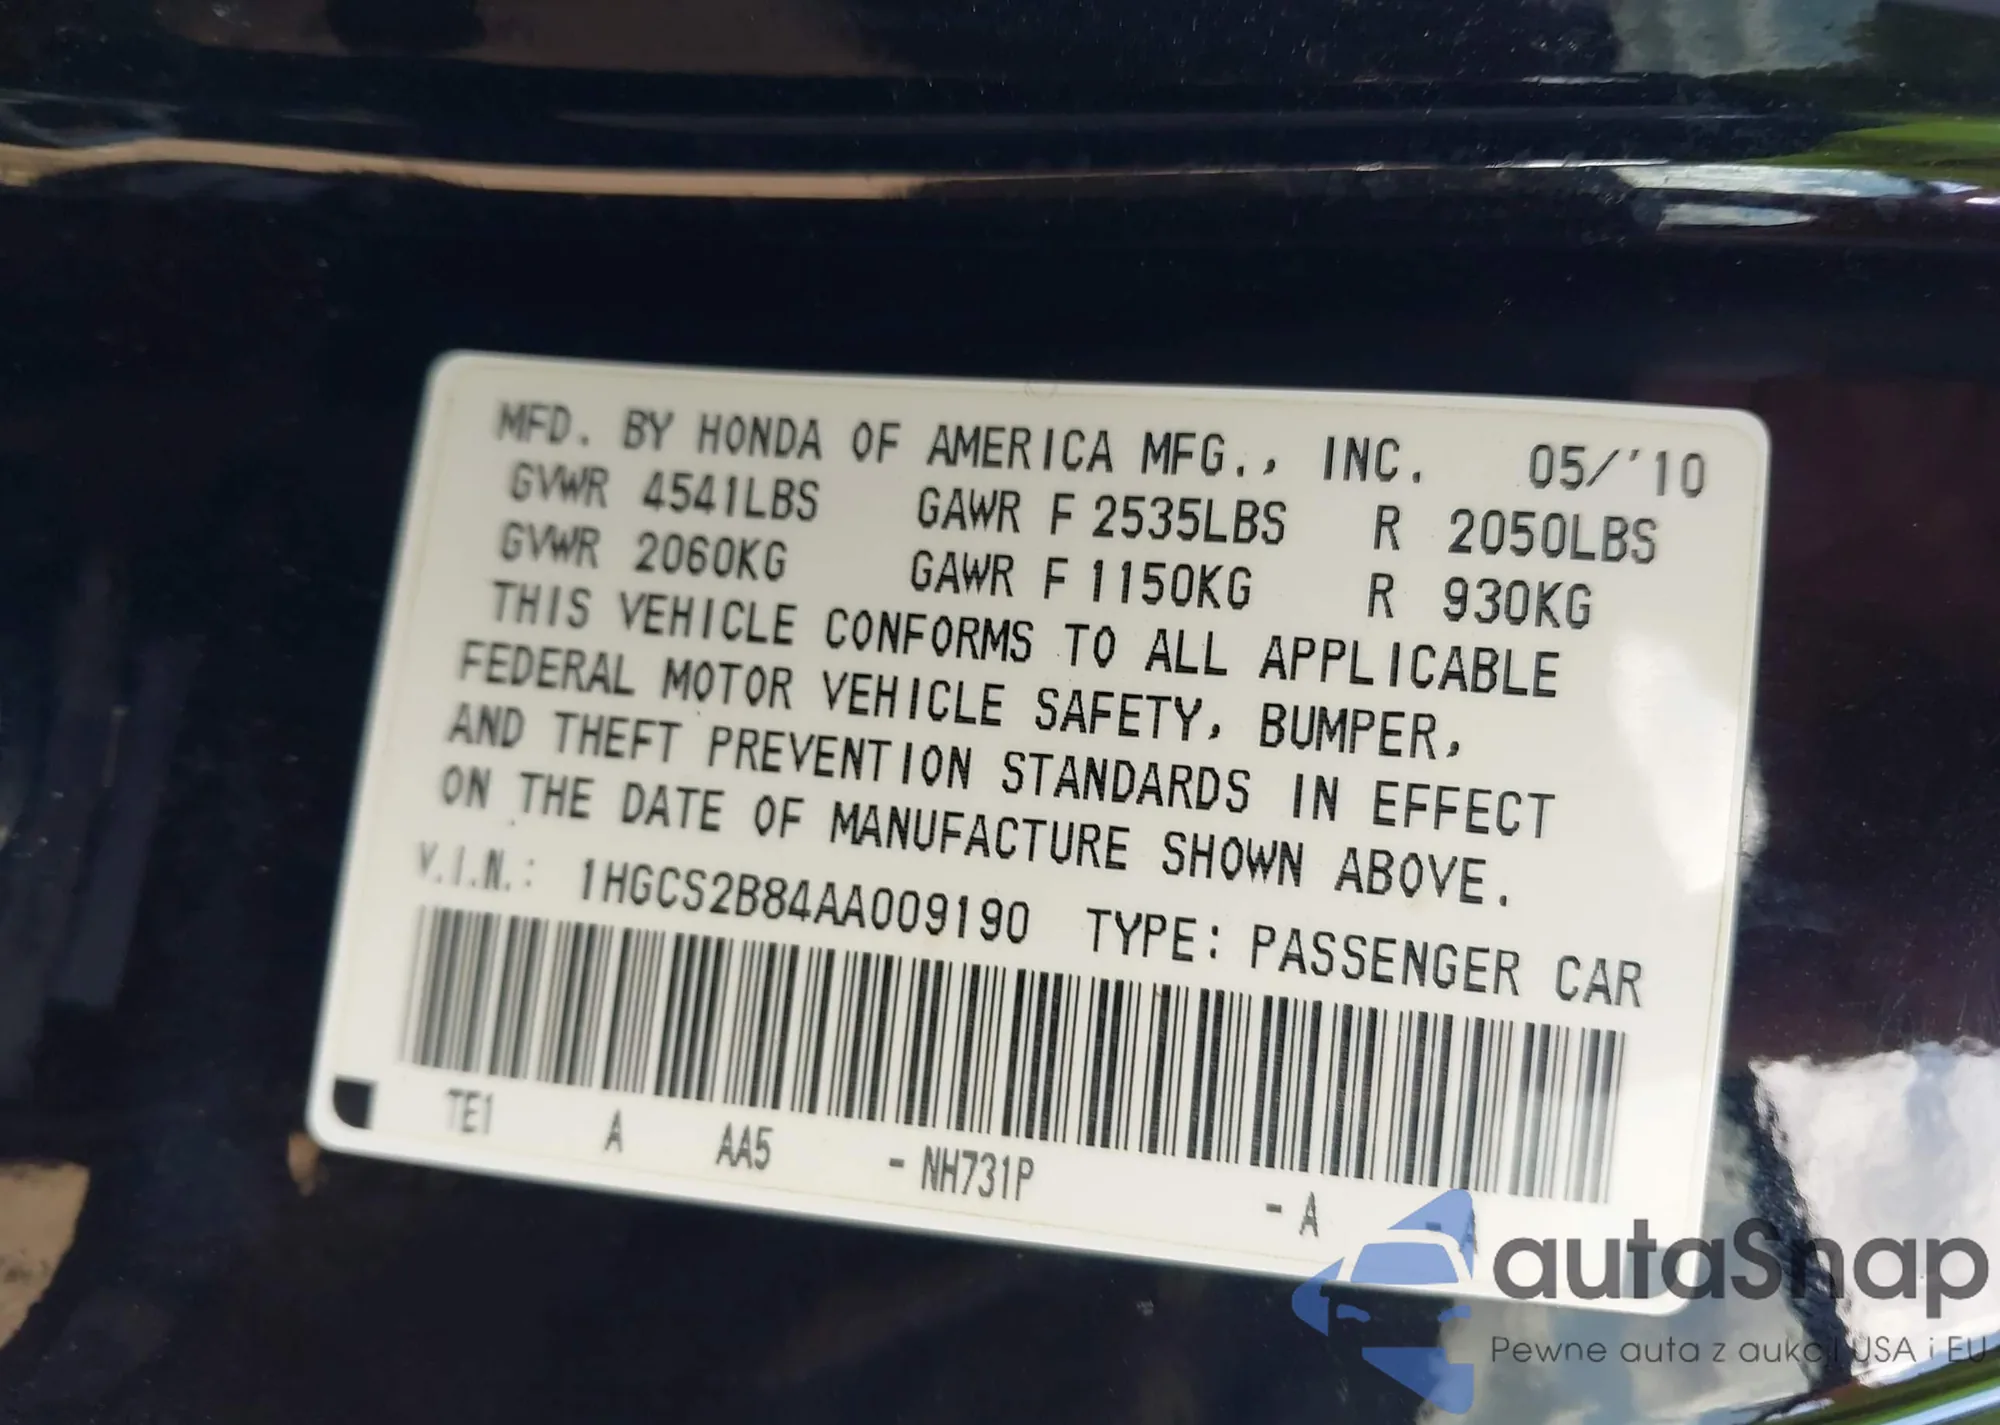 MFD. BY HONDA OF AMERICA MFG., INC. 05/'10
GVWR 4541LBS GAWR F 2535LBS R 2050LBS
GVWR 2060KG GAWR F 1150KG R 930KG
THIS VEHICLE CONFORMS TO ALL APPLICABLE
FEDERAL MOTOR VEHICLE SAFETY, BUMPER,
AND THEFT PREVENTION STANDARDS IN EFFECT
ON THE DATE OF MANUFACTURE SHOWN ABOVE.
V.I.N.: 1HGCS2B84AA009190 TYPE: PASSENGER CAR
TE1 A AA5 - NH731P - A
autaSnap
Pewne auta z aukcji USA i EU